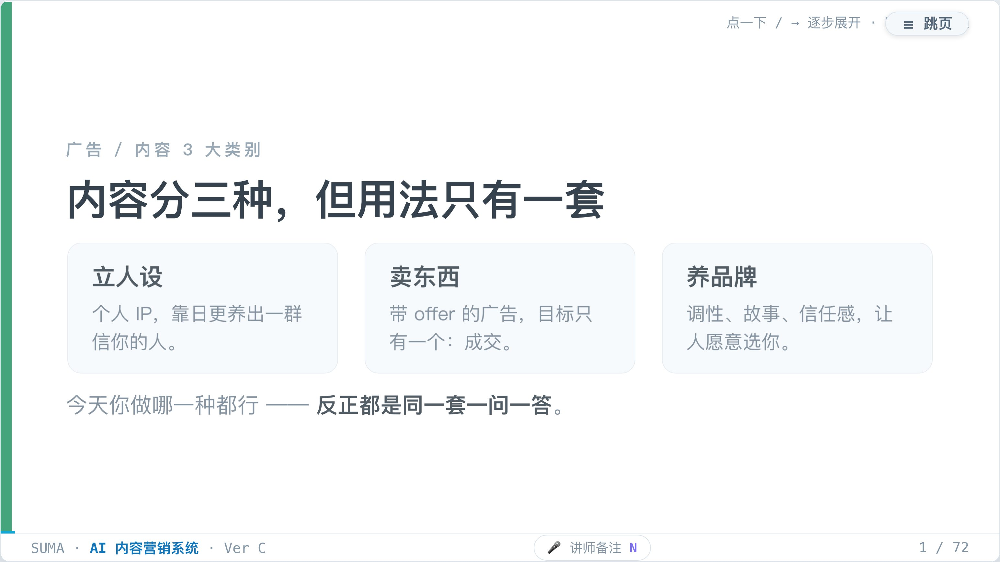 点一下 / → 逐步展开 ·
≡ 跳页
广告 / 内容 3 大类别
内容分三种，但用法只有一套
立人设
个人 IP，靠日更养出一群
信你的人。
卖东西
带 offer 的广告，目标只
有一个：成交。
养品牌
调性、故事、信任感，让
人愿意选你。
今天你做哪一种都行 —— 反正都是同一套一问一答。
SUMA · AI 内容营销系统 · Ver C
🎤 讲师备注 N
1 / 72